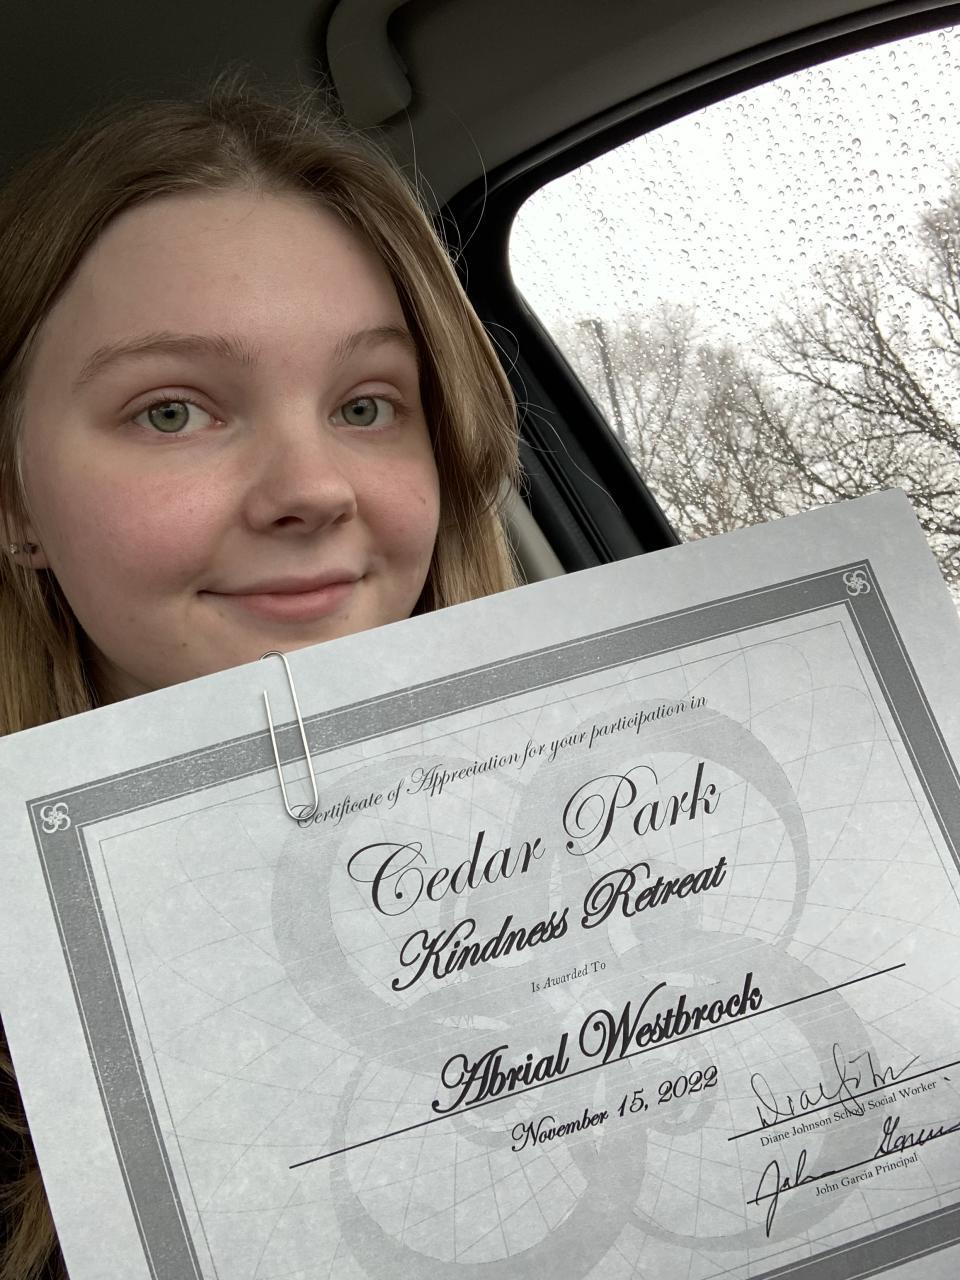 Certificate of Appreciation for your participation in
Cedar Park
Kindness Retreat
Is Awarded To
Abrial Westbrock
November 15, 2022
Diane Johnson School Social Worker
John Garcia Principal